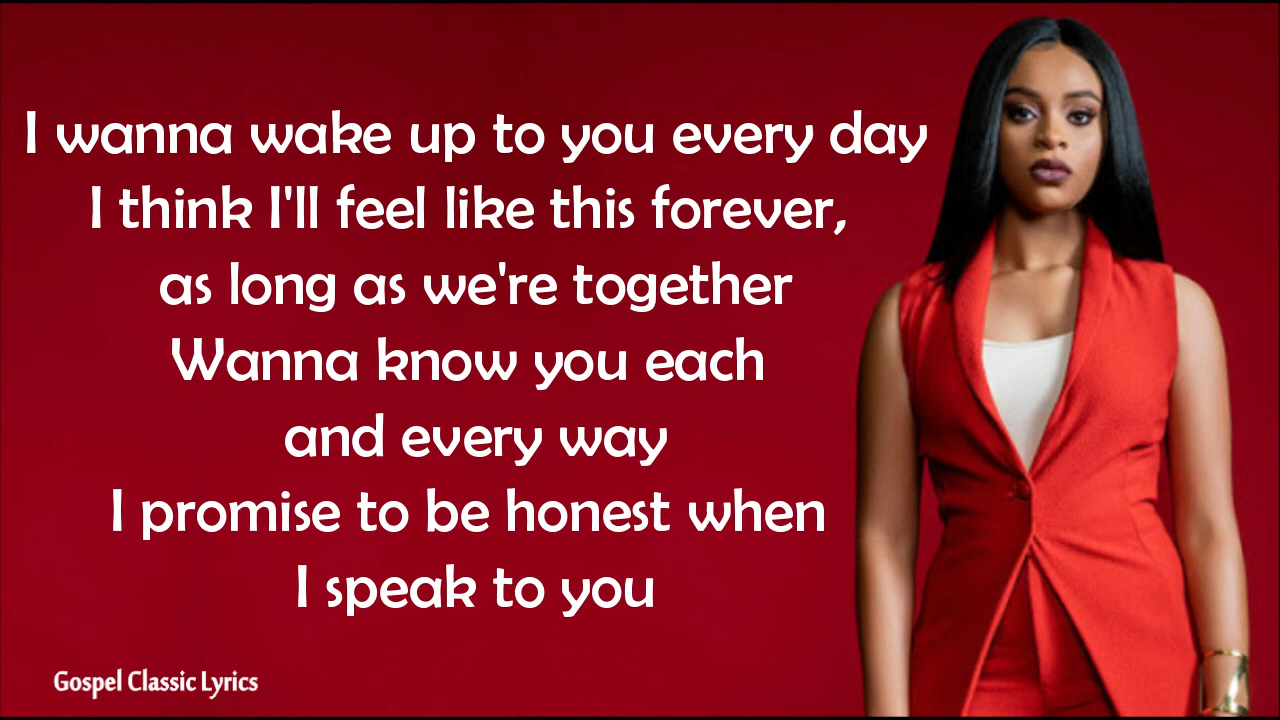 I wanna wake up to you every day
I think I'll feel like this forever,
as long as we're together
Wanna know you each
and every way
I promise to be honest when
I speak to you
Gospel Classic Lyrics